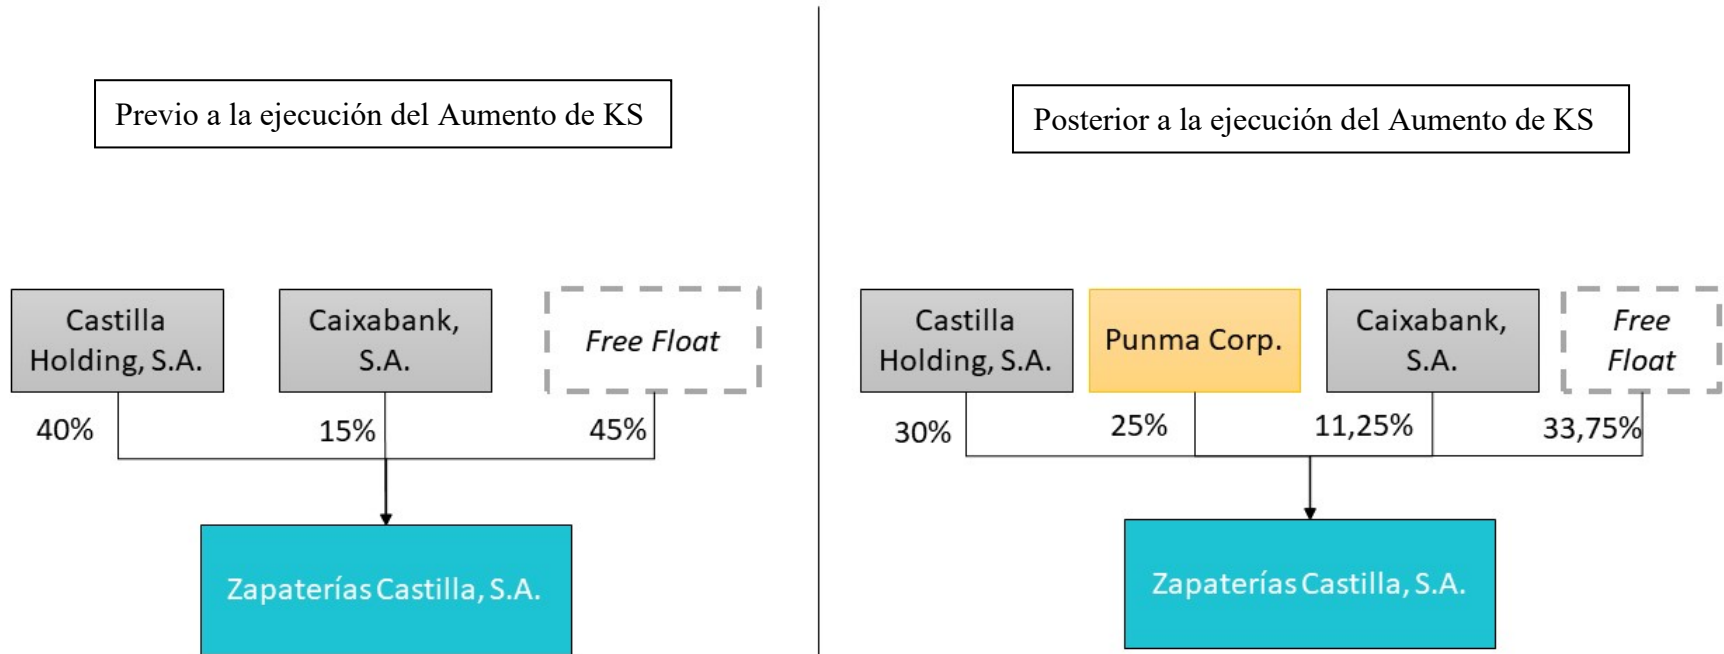 Previo a la ejecución del Aumento de KS
Castilla
Holding, S.A.
Caixabank,
S.A.
Free Float
40%
15%
45%
Zapaterías Castilla, S.A.
Posterior a la ejecución del Aumento de KS
Castilla
Holding, S.A.
Punma Corp.
Caixabank,
S.A.
Free
Float
30%
25%
11,25%
33,75%
Zapaterías Castilla, S.A.